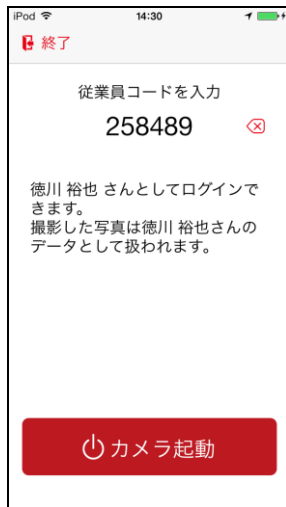 iPod 14:30
終了
従業員コードを入力
258489
徳川 裕也 さんとしてログインで
きます。
撮影した写真は徳川 裕也さんの
データとして扱われます。
カメラ起動